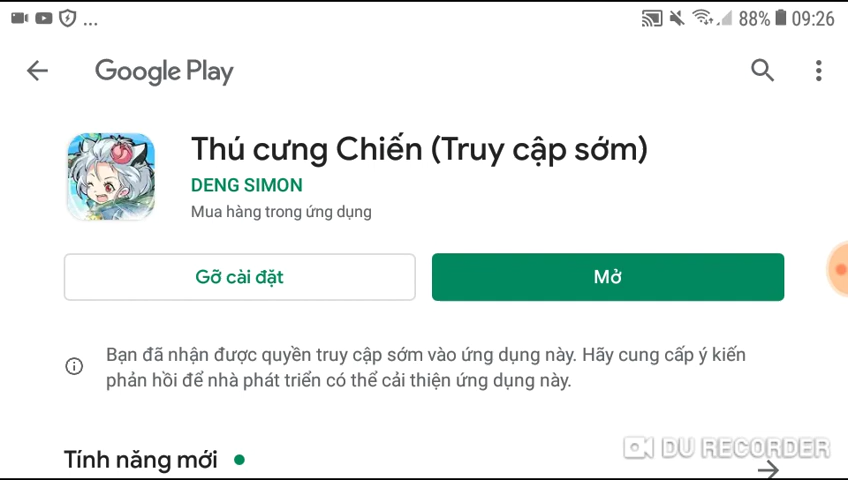 ... 88% 09:26
Google Play
Thú cưng Chiến (Truy cập sớm)
DENG SIMON
Mua hàng trong ứng dụng
Gỡ cài đặt Mở
Bạn đã nhận được quyền truy cập sớm vào ứng dụng này. Hãy cung cấp ý kiến
phản hồi để nhà phát triển có thể cải thiện ứng dụng này.
DU RECORDER
Tính năng mới